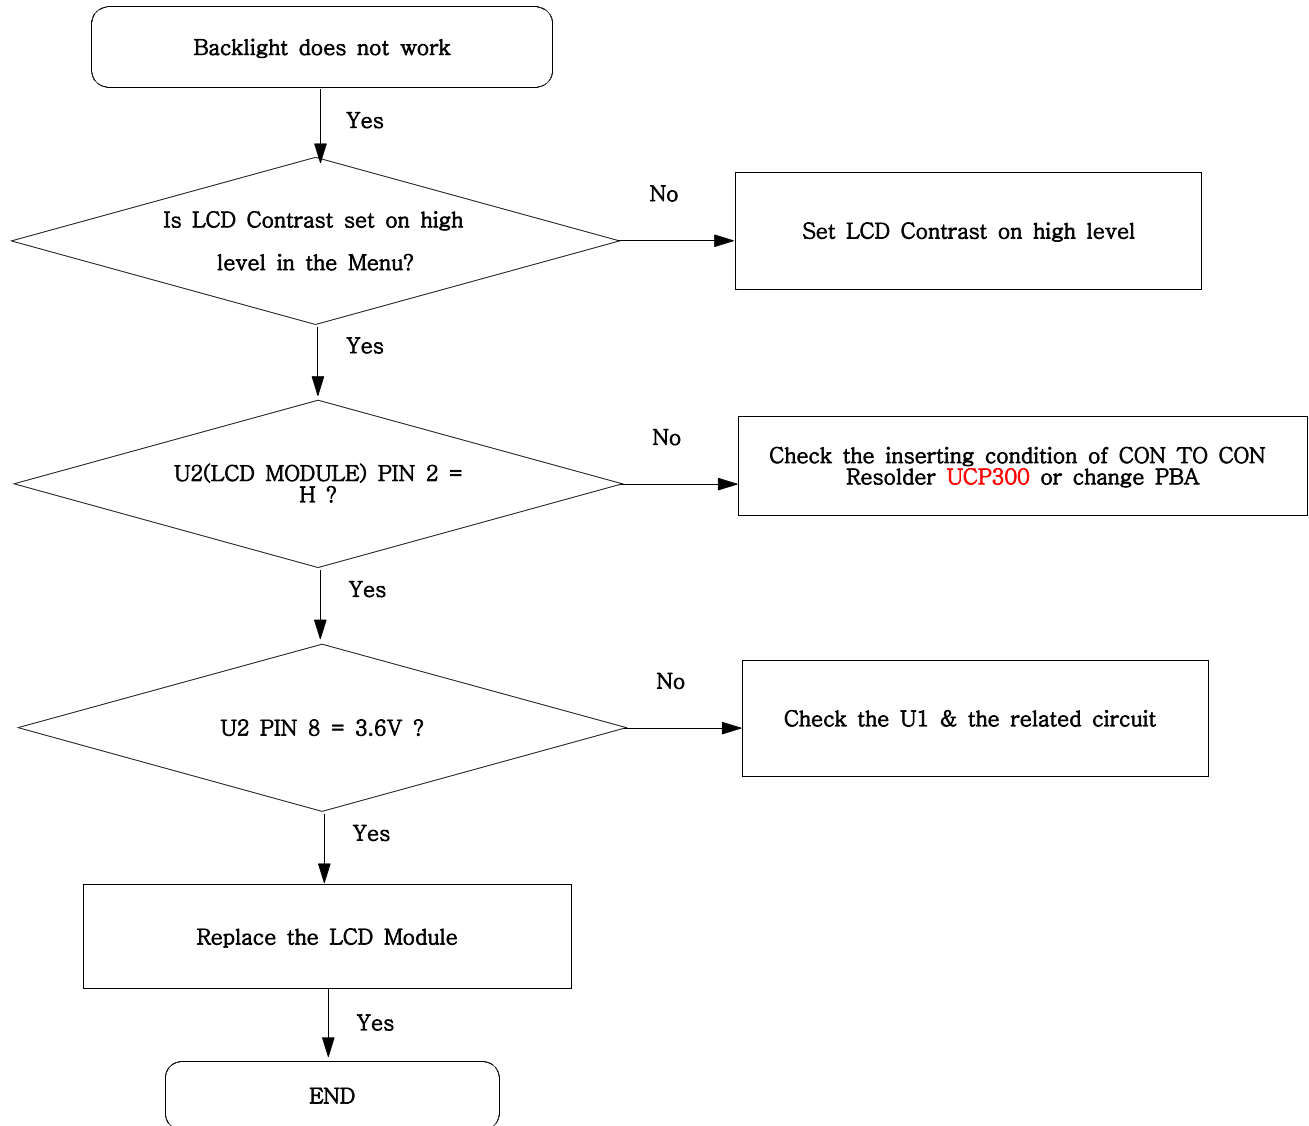 Backlight does not work
Yes
Is LCD Contrast set on high
level in the Menu?
No
Set LCD Contrast on high level
Yes
U2(LCD MODULE) PIN 2 =
H ?
No
Check the inserting condition of CON TO CON
Resolder UCP300 or change PBA
Yes
U2 PIN 8 = 3.6V ?
No
Check the U1 & the related circuit
Yes
Replace the LCD Module
Yes
END